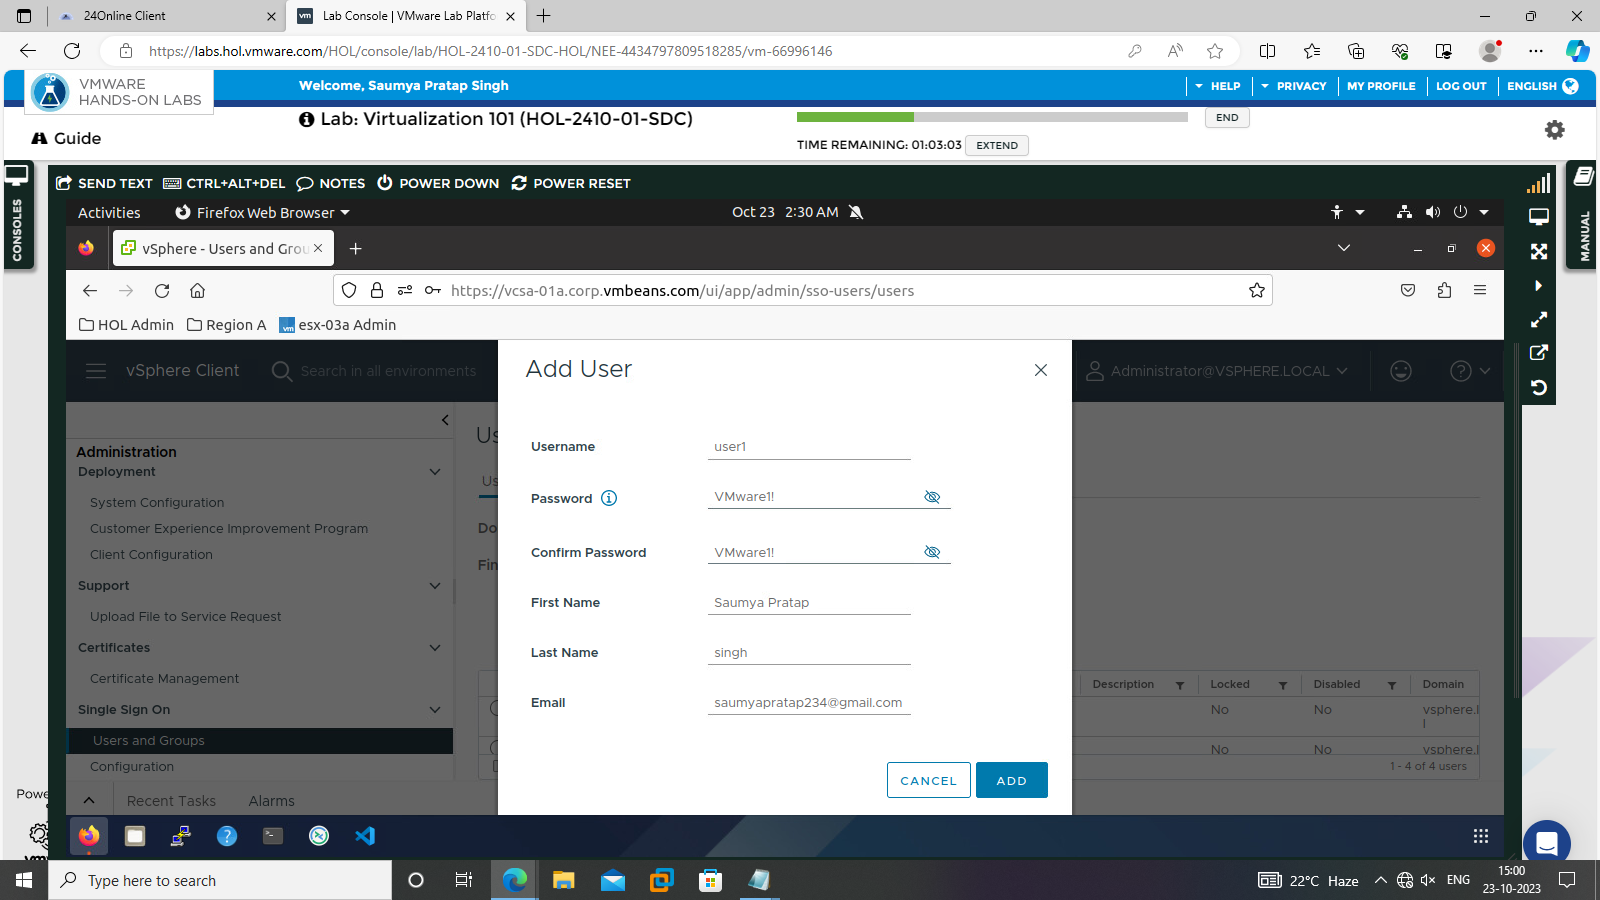 24Online Client
Lab Console | VMware Lab Platfo
https://labs.hol.vmware.com/HOL/console/lab/HOL-2410-01-SDC-HOL/NEE-4434797809518285/vm-66996146
VMWARE
HANDS-ON LABS
Welcome, Saumya Pratap Singh
HELP
PRIVACY
MY PROFILE
LOG OUT
ENGLISH
Guide
Lab: Virtualization 101 (HOL-2410-01-SDC)
END
TIME REMAINING: 01:03:03
EXTEND
CONSOLES
MANUAL
SEND TEXT
CTRL+ALT+DEL
NOTES
POWER DOWN
POWER RESET
Activities
Firefox Web Browser
Oct 23 2:30 AM
vSphere - Users and Grou
https://vcsa-01a.corp.vmbeans.com/ui/app/admin/sso-users/users
HOL Admin
Region A
vm
esx-03a Admin
vSphere Client
Search in all environments
Administrator@VSPHERE.LOCAL
Administration
Deployment
System Configuration
Customer Experience Improvement Program
Client Configuration
Support
Upload File to Service Request
Certificates
Certificate Management
Single Sign On
Users and Groups
Configuration
Us
Us
Do
Fin
Add User
Username
user1
Password
VMware1!
Confirm Password
VMware1!
First Name
Saumya Pratap
Last Name
singh
Email
saumyapratap234@gmail.com
CANCEL
ADD
Description
Locked
Disabled
Domain
No
No
vsphere.l
l
No
No
vsphere.l
1 - 4 of 4 users
Recent Tasks
Alarms
Powe
vmw
Type here to search
22°C Haze
ENG
15:00
23-10-2023